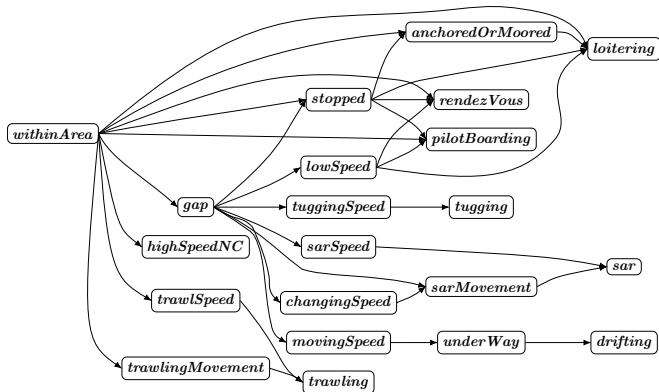 anchoredOrMoored
loitering
stopped
rendezVous
withinArea
pilotBoarding
lowSpeed
gap
tuggingSpeed
tugging
highSpeedNC
sarSpeed
sar
sarMovement
trawlSpeed
changingSpeed
movingSpeed
underWay
drifting
trawlingMovement
trawling